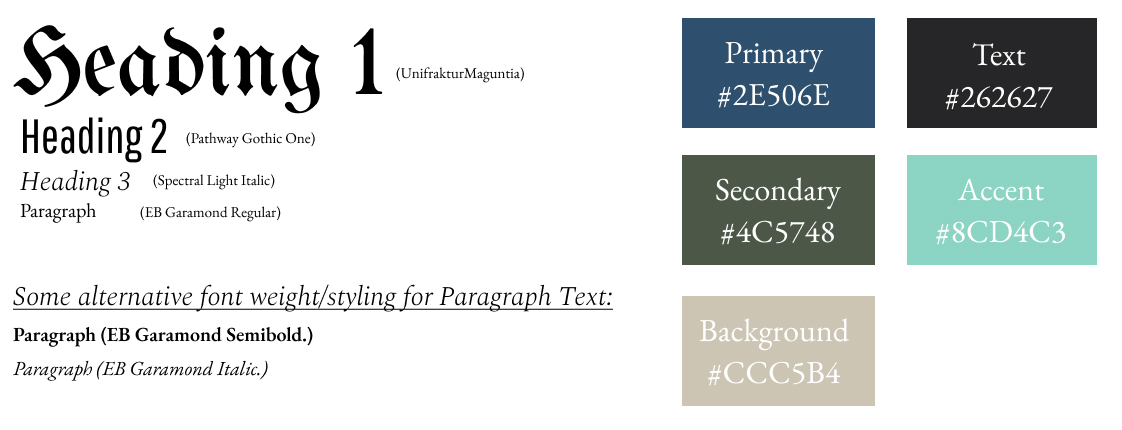 Heading 1 (UnifrakturMaguntia)
Heading 2 (Pathway Gothic One)
Heading 3 (Spectral Light Italic)
Paragraph (EB Garamond Regular)
Some alternative font weight/styling for Paragraph Text:
Paragraph (EB Garamond Semibold.)
Paragraph (EB Garamond Italic.)
Primary
#2E506E
Text
#262627
Secondary
#4C5748
Accent
#8CD4C3
Background
#CCC5B4